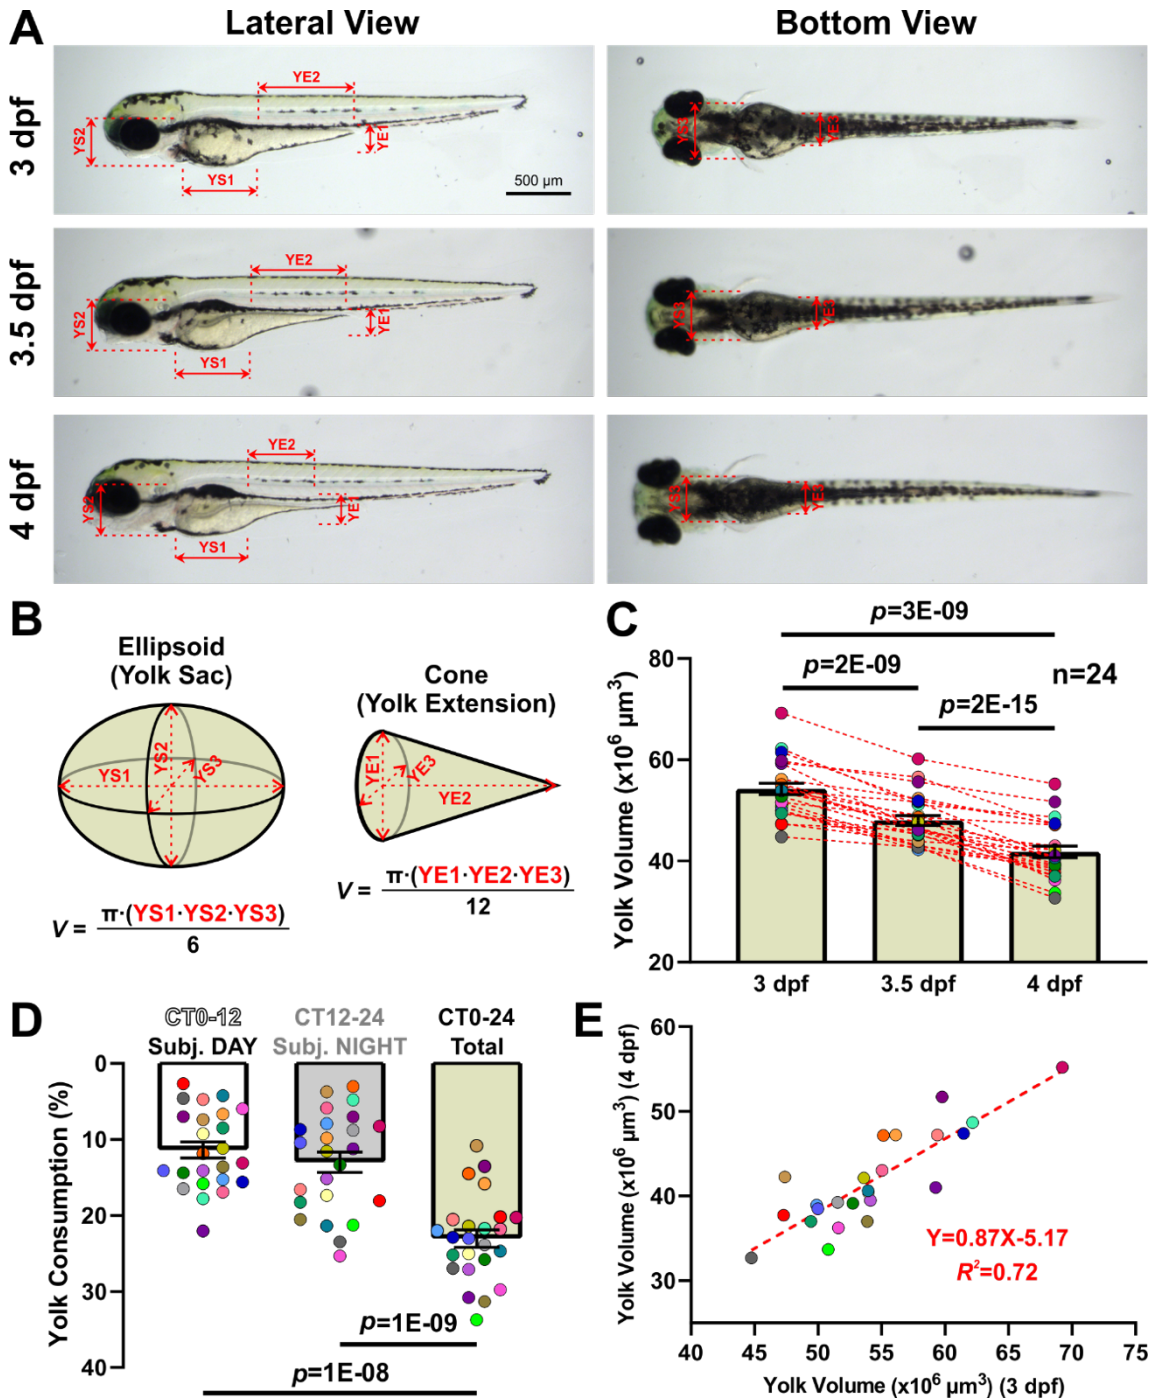 A
Lateral View
Bottom View
3 dpf
YE2
YS2
YE1
YS1
500 µm
YS3
YE3
3.5 dpf
YE2
YS2
YE1
YS1
YS3
YE3
4 dpf
YE2
YS2
YE1
YS1
YS3
YE3
B
Ellipsoid
(Yolk Sac)
YS1
YS2
YS3
V = π·(YS1·YS2·YS3)
6
Cone
(Yolk Extension)
YE1
YE3
YE2
V = π·(YE1·YE2·YE3)
12
C
p=3E-09
p=2E-09
n=24
p=2E-15
Yolk Volume (x10⁶ µm³)
80
60
40
20
3 dpf
3.5 dpf
4 dpf
D
CT0-12
Subj. DAY
CT12-24
Subj. NIGHT
CT0-24
Total
Yolk Consumption (%)
0
10
20
30
40
p=1E-09
p=1E-08
E
Yolk Volume (x10⁶ µm³) (4 dpf)
60
50
40
30
Y=0.87X-5.17
R²=0.72
40
45
50
55
60
65
70
75
Yolk Volume (x10⁶ µm³) (3 dpf)